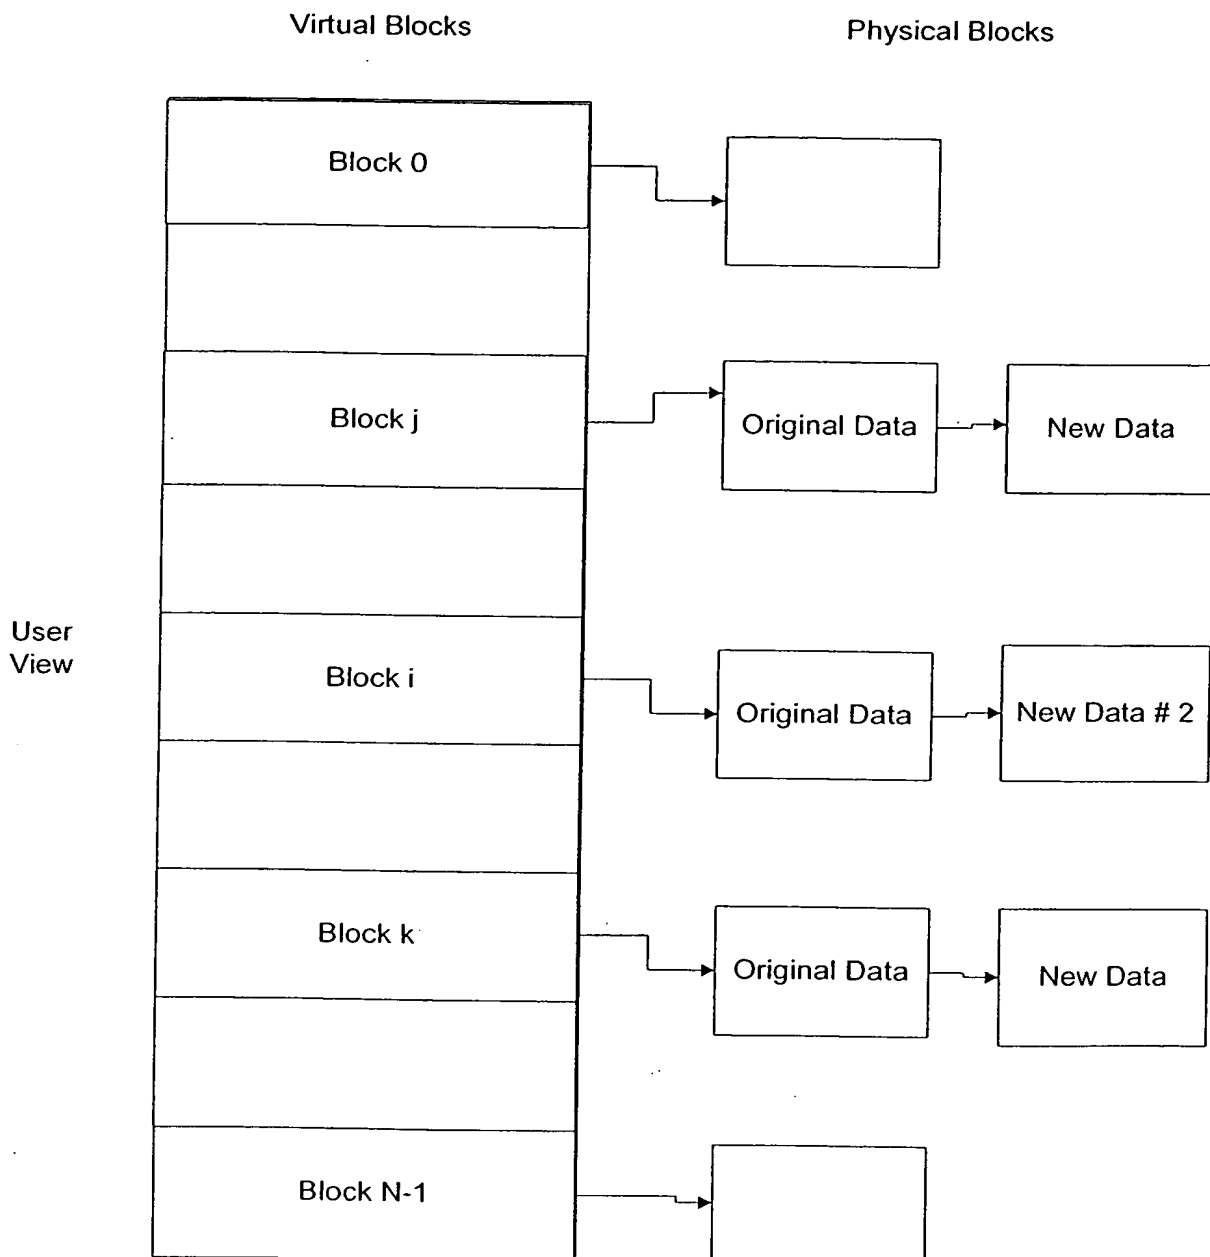 Virtual Blocks
Physical Blocks
Block 0
Block j
Original Data
New Data
User
View
Block i
Original Data
New Data # 2
Block k
Original Data
New Data
Block N-1